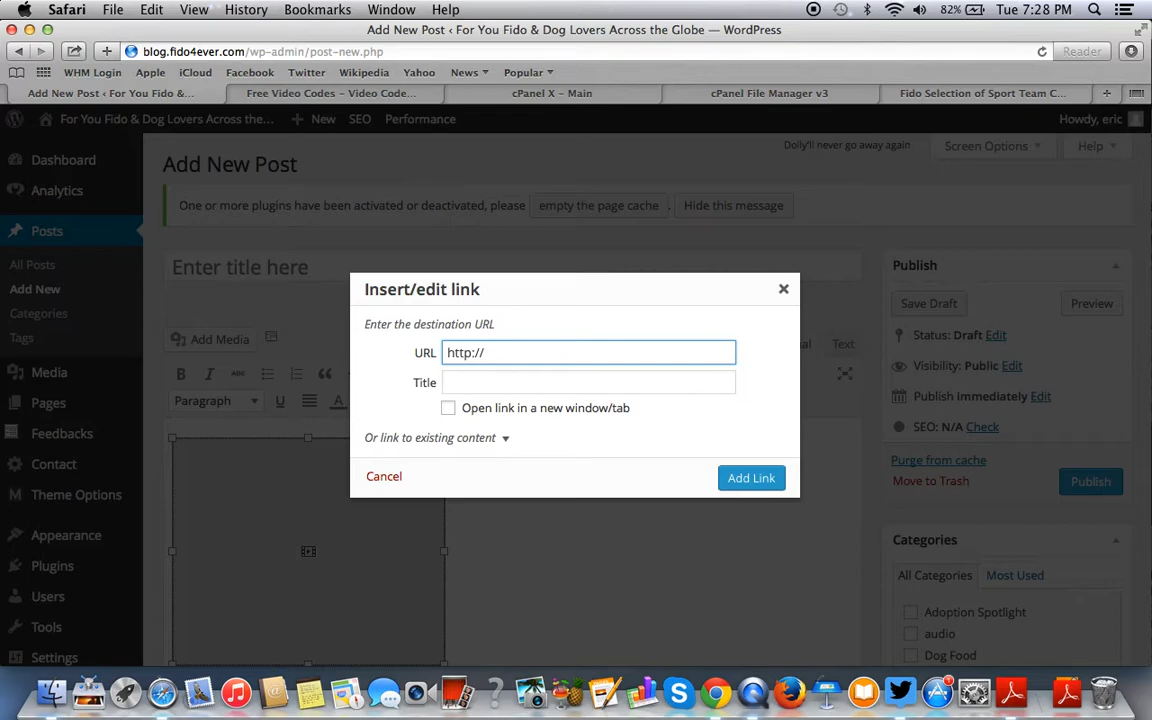 Safari File Edit View History Bookmarks Window Help 82% Tue 7:28 PM
Add New Post ‹ For You Fido & Dog Lovers Across the Globe — WordPress
blog.fido4ever.com/wp-admin/post-new.php Reader
WHM Login Apple iCloud Facebook Twitter Wikipedia Yahoo News Popular
Add New Post ‹ For You Fido &... Free Video Codes – Video Code... cPanel X – Main cPanel File Manager v3 Fido Selection of Sport Team C...
For You Fido & Dog Lovers Across the... New SEO Performance Howdy, eric
Dashboard
Analytics
Posts
All Posts
Add New
Categories
Tags
Media
Pages
Feedbacks
Contact
Theme Options
Appearance
Plugins
Users
Tools
Settings
Dolly'll never go away again Screen Options Help
Add New Post
One or more plugins have been activated or deactivated, please empty the page cache . Hide this message
Enter title here
Add Media
Text
B I ABC
Paragraph U A
Insert/edit link
Enter the destination URL
URL http://
Title
Open link in a new window/tab
Or link to existing content
Cancel Add Link
Publish
Save Draft Preview
Status: Draft Edit
Visibility: Public Edit
Publish Immediately Edit
SEO: N/A Check
Purge from cache
Move to Trash Publish
Categories
All Categories Most Used
Adoption Spotlight
audio
Dog Food